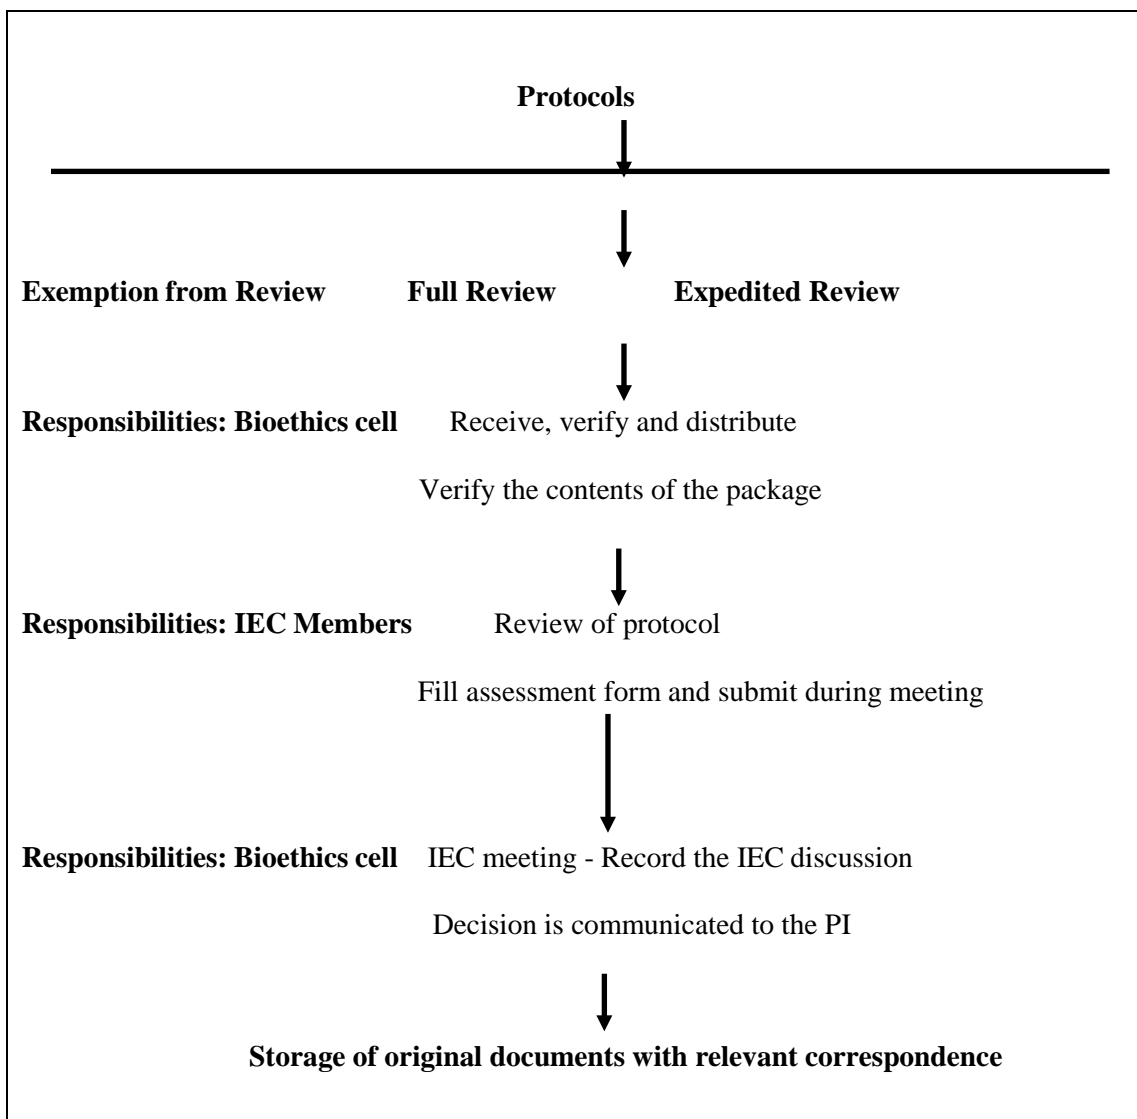 Protocols
Exemption from Review Full Review Expedited Review
Responsibilities: Bioethics cell Receive, verify and distribute
Verify the contents of the package
Responsibilities: IEC Members Review of protocol
Fill assessment form and submit during meeting
Responsibilities: Bioethics cell IEC meeting - Record the IEC discussion
Decision is communicated to the PI
Storage of original documents with relevant correspondence